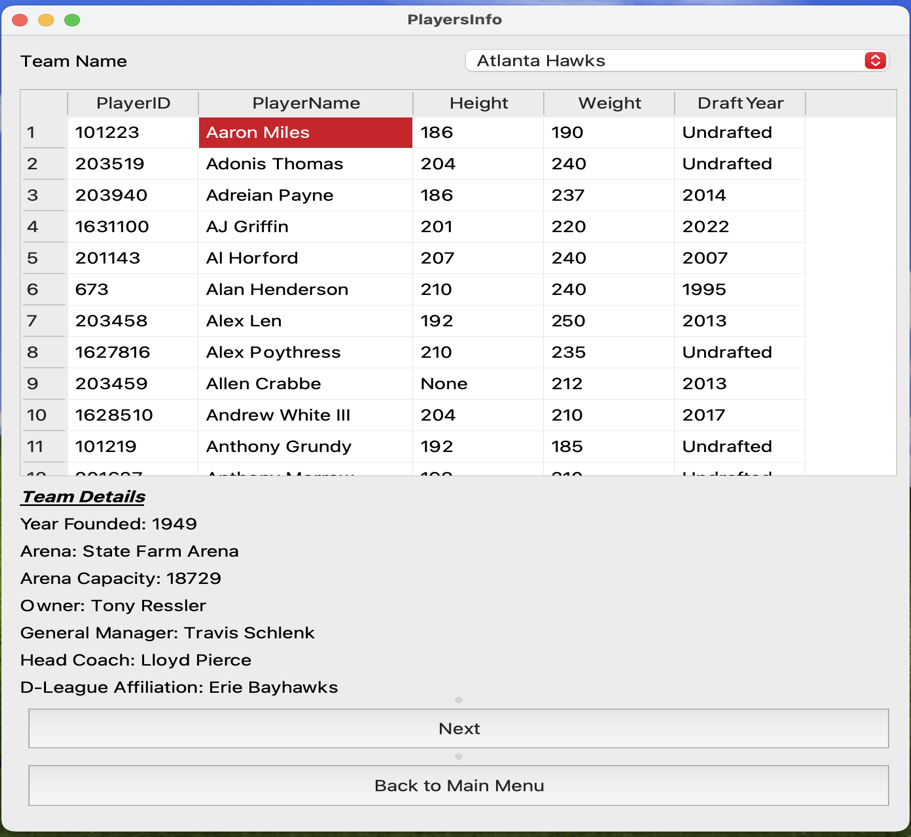 PlayersInfo
Team Name Atlanta Hawks
PlayerID PlayerName Height Weight Draft Year
1 101223 Aaron Miles 186 190 Undrafted
2 203519 Adonis Thomas 204 240 Undrafted
3 203940 Adreian Payne 186 237 2014
4 1631100 AJ Griffin 201 220 2022
5 201143 Al Horford 207 240 2007
6 673 Alan Henderson 210 240 1995
7 203458 Alex Len 192 250 2013
8 1627816 Alex Poythress 210 235 Undrafted
9 203459 Allen Crabbe None 212 2013
10 1628510 Andrew White III 204 210 2017
11 101219 Anthony Grundy 192 185 Undrafted
Team Details
Year Founded: 1949
Arena: State Farm Arena
Arena Capacity: 18729
Owner: Tony Ressler
General Manager: Travis Schlenk
Head Coach: Lloyd Pierce
D-League Affiliation: Erie Bayhawks
Next
Back to Main Menu